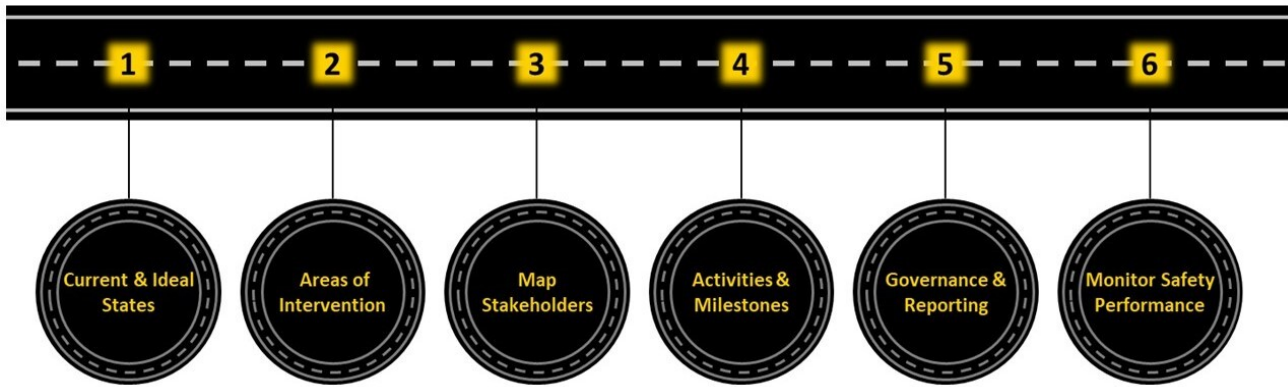 1
2
3
4
5
6
Current & Ideal
States
Areas of
Intervention
Map
Stakeholders
Activities &
Milestones
Governance &
Reporting
Monitor Safety
Performance